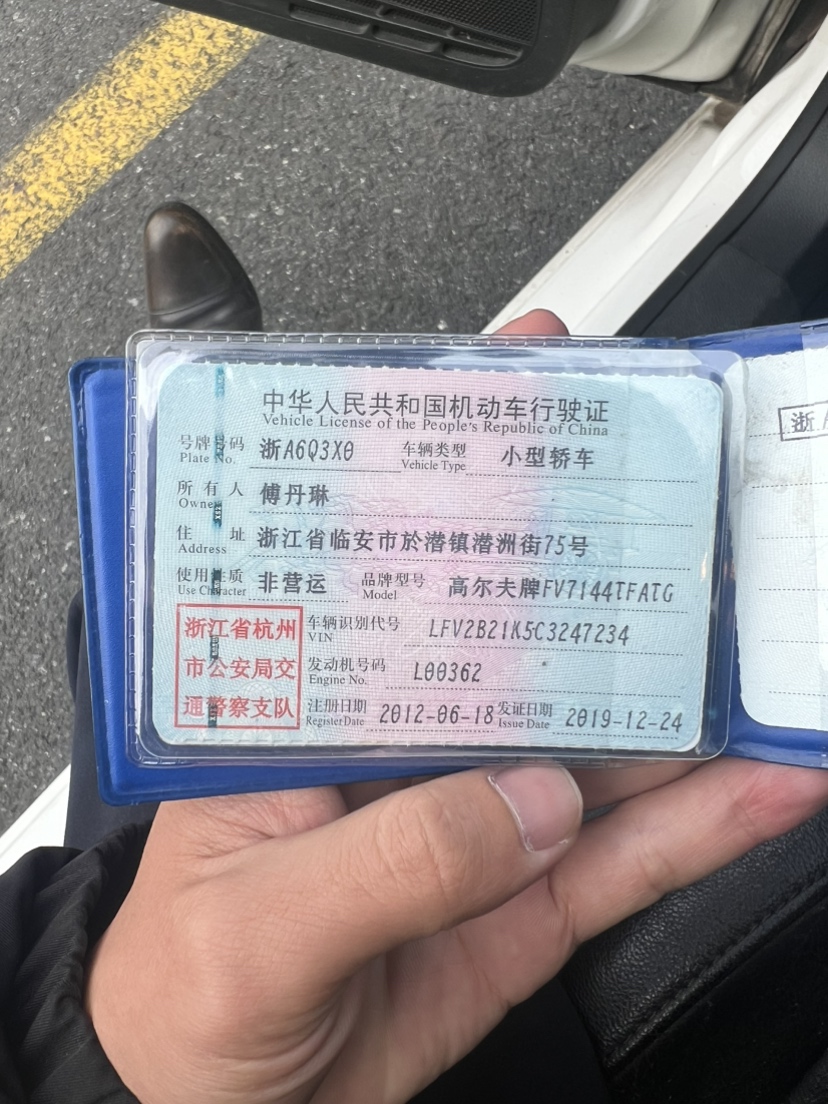 中华人民共和国机动车行驶证
Vehicle License of the People's Republic of China
号牌号码 浙A6Q3X0 车辆类型 小型轿车
Plate No. Vehicle Type
所有人 傅丹琳
Owner
住址 浙江省临安市於潜镇潜洲街75号
Address
使用性质 非营运 品牌型号 高尔夫牌FV7144TFATG
Use Character Model
浙江省杭州
市公安局交
通警察支队
车辆识别代号 LFV2B21K5C3247234
VIN
发动机号码 L00362
Engine No.
注册日期 2012-06-18 发证日期 2019-12-24
Register Date Issue Date
浙